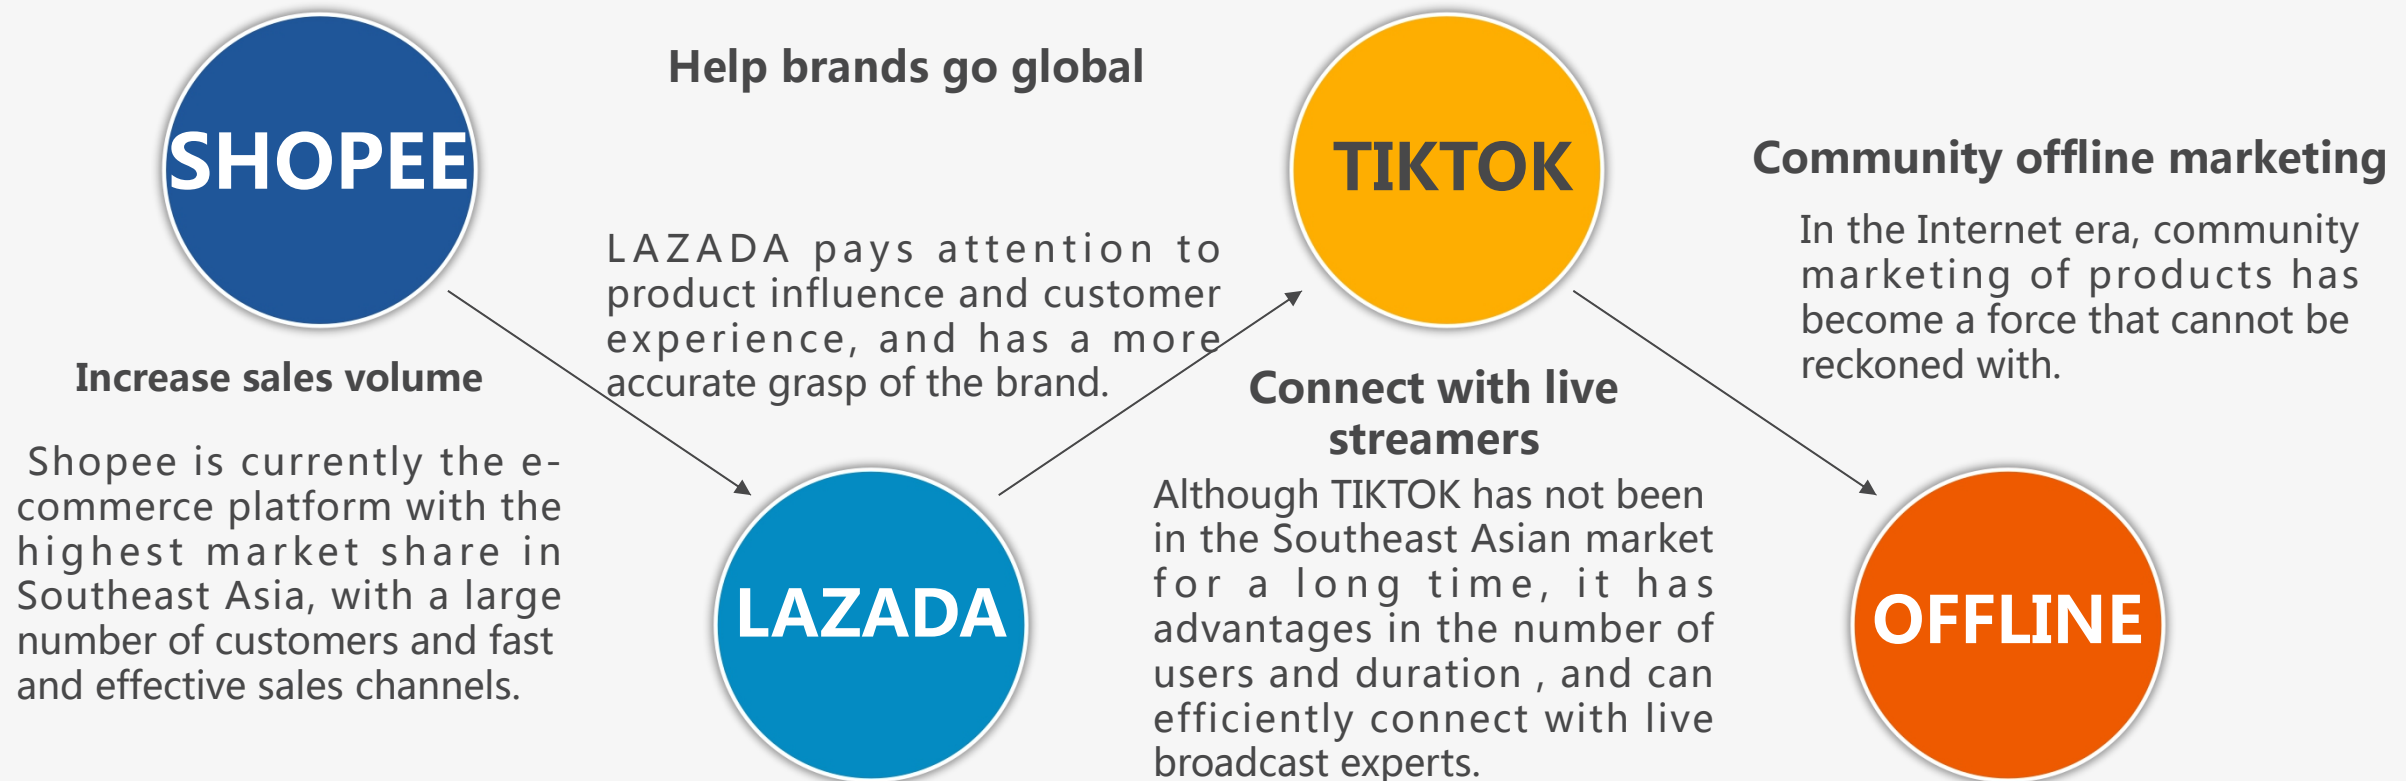 SHOPEE
Increase sales volume
Shopee is currently the e-
commerce platform with the
highest market share in
Southeast Asia, with a large
number of customers and fast
and effective sales channels.
Help brands go global
LAZADA pays attention to
product influence and customer
experience, and has a more
accurate grasp of the brand.
LAZADA
TIKTOK
Connect with live
streamers
Although TIKTOK has not been
in the Southeast Asian market
for a long time, it has
advantages in the number of
users and duration , and can
efficiently connect with live
broadcast experts.
Community offline marketing
In the Internet era, community
marketing of products has
become a force that cannot be
reckoned with.
OFFLINE